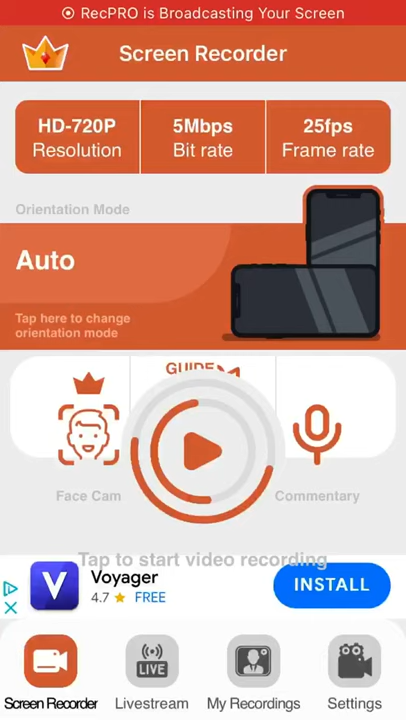 RecPRO is Broadcasting Your Screen
Screen Recorder
HD-720P
Resolution
5Mbps
Bit rate
25fps
Frame rate
Orientation Mode
Auto
Tap here to change
orientation mode
GUIDE
Face Cam
Commentary
Tap to start video recording
V
Voyager
4.7 ★ FREE
INSTALL
LIVE
Screen Recorder
Livestream
My Recordings
Settings